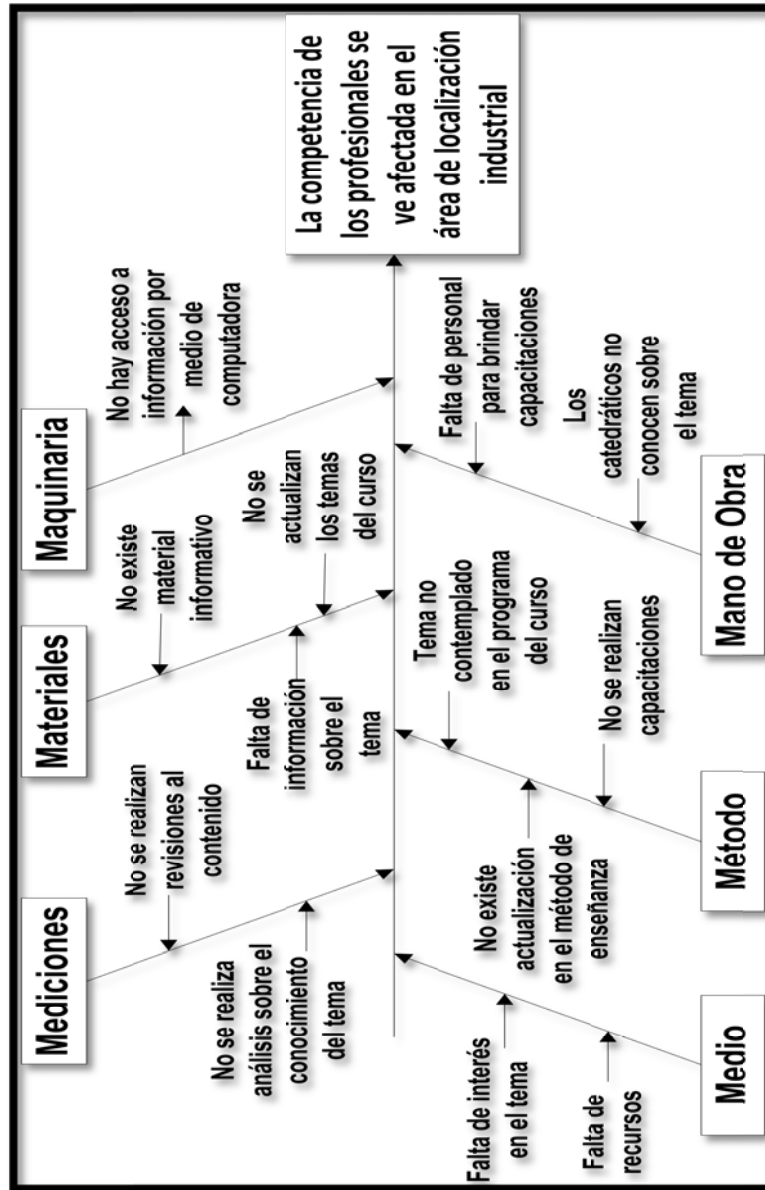 Mediciones
Materiales
Maquinaria
No se realizan
revisiones al
contenido
No se realiza
análisis sobre el
conocimiento
del tema
No existe
material
informativo
Falta de
información
sobre el
tema
No se
actualizan
los temas
del curso
No hay acceso a
información por
medio de
computadora
La competencia de
los profesionales se
ve afectada en el
área de localización
industrial
Falta de interés
en el tema
Falta de
recursos
No existe
actualización
en el método de
enseñanza
Tema no
contemplado
en el programa
del curso
No se realizan
capacitaciones
Falta de personal
para brindar
capacitaciones
Los
catedráticos no
conocen sobre
el tema
Medio
Método
Mano de Obra